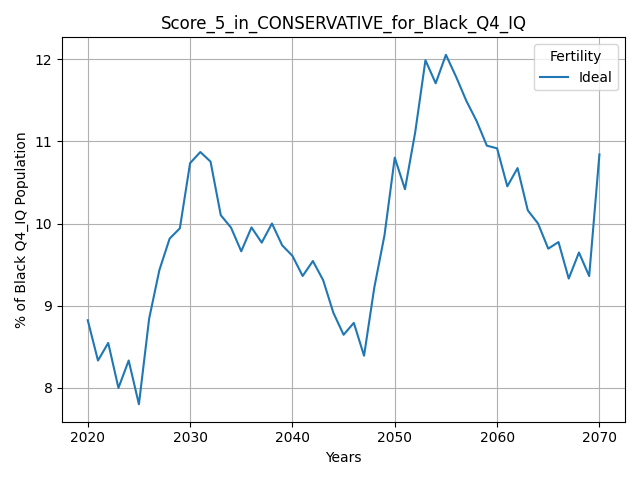 Score_5_in_CONSERVATIVE_for_Black_Q4_IQ
Fertility
Ideal
% of Black Q4_IQ Population
12
11
10
9
8
2020 2030 2040 2050 2060 2070
Years